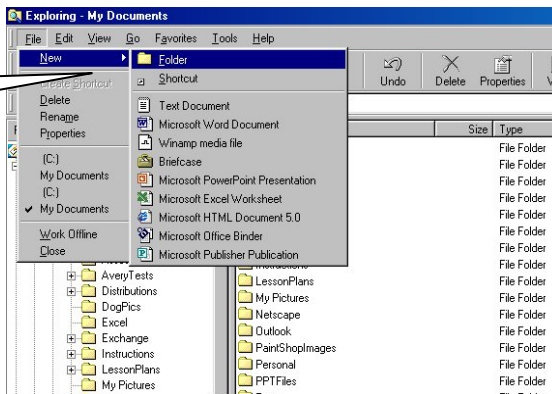 Exploring - My Documents
File Edit View Go Favorites Tools Help
New
Create Shortcut
Delete
Rename
Properties
(C:)
My Documents
(C:)
My Documents
Work Offline
Close
Folder
Shortcut
Text Document
Microsoft Word Document
Winamp media file
Briefcase
Microsoft PowerPoint Presentation
Microsoft Excel Worksheet
Microsoft HTML Document 5.0
Microsoft Office Binder
Microsoft Publisher Publication
Undo Delete Properties
Size Type
File Folder
File Folder
File Folder
File Folder
File Folder
File Folder
File Folder
AveryTests
Distributions
DogPics
Excel
Exchange
Instructions
LessonPlans
My Pictures
LessonPlans File Folder
My Pictures File Folder
Netscape File Folder
Outlook File Folder
PaintShopImages File Folder
Personal File Folder
PPTFiles File Folder